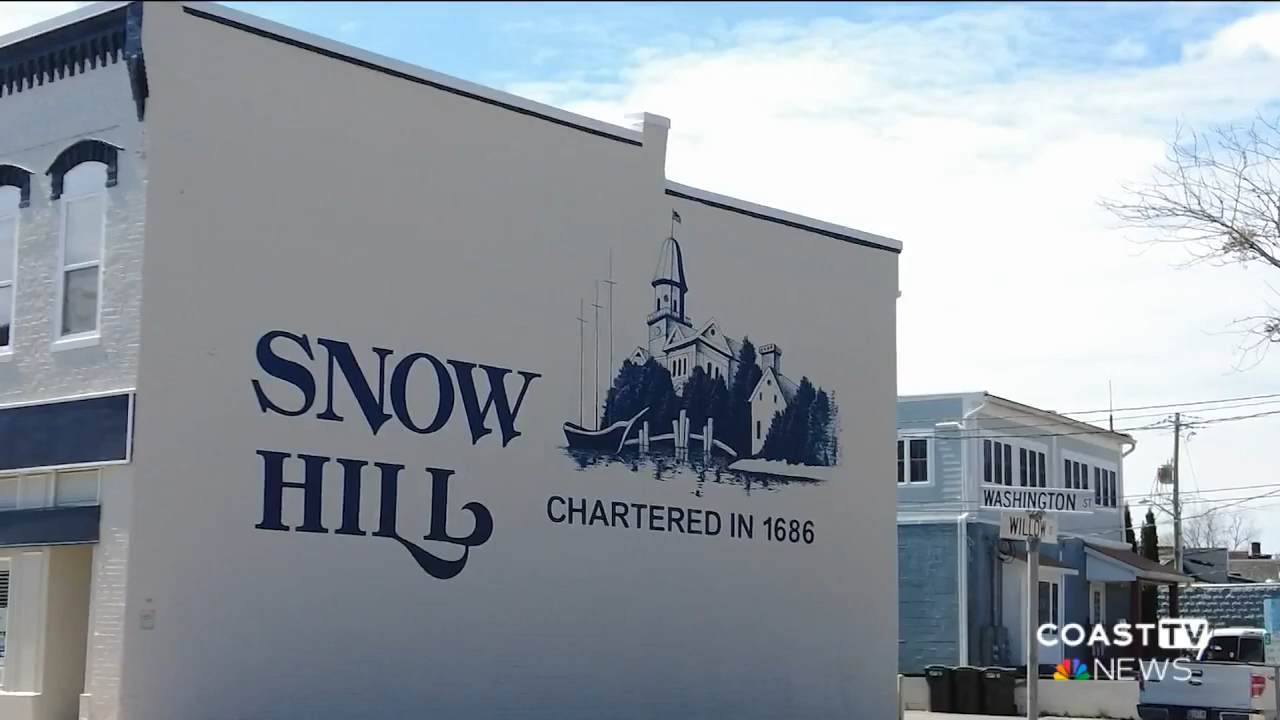 SNOW
HILL
CHARTERED IN 1686
WASHINGTON ST
WILLOW
COAST TV
NEWS